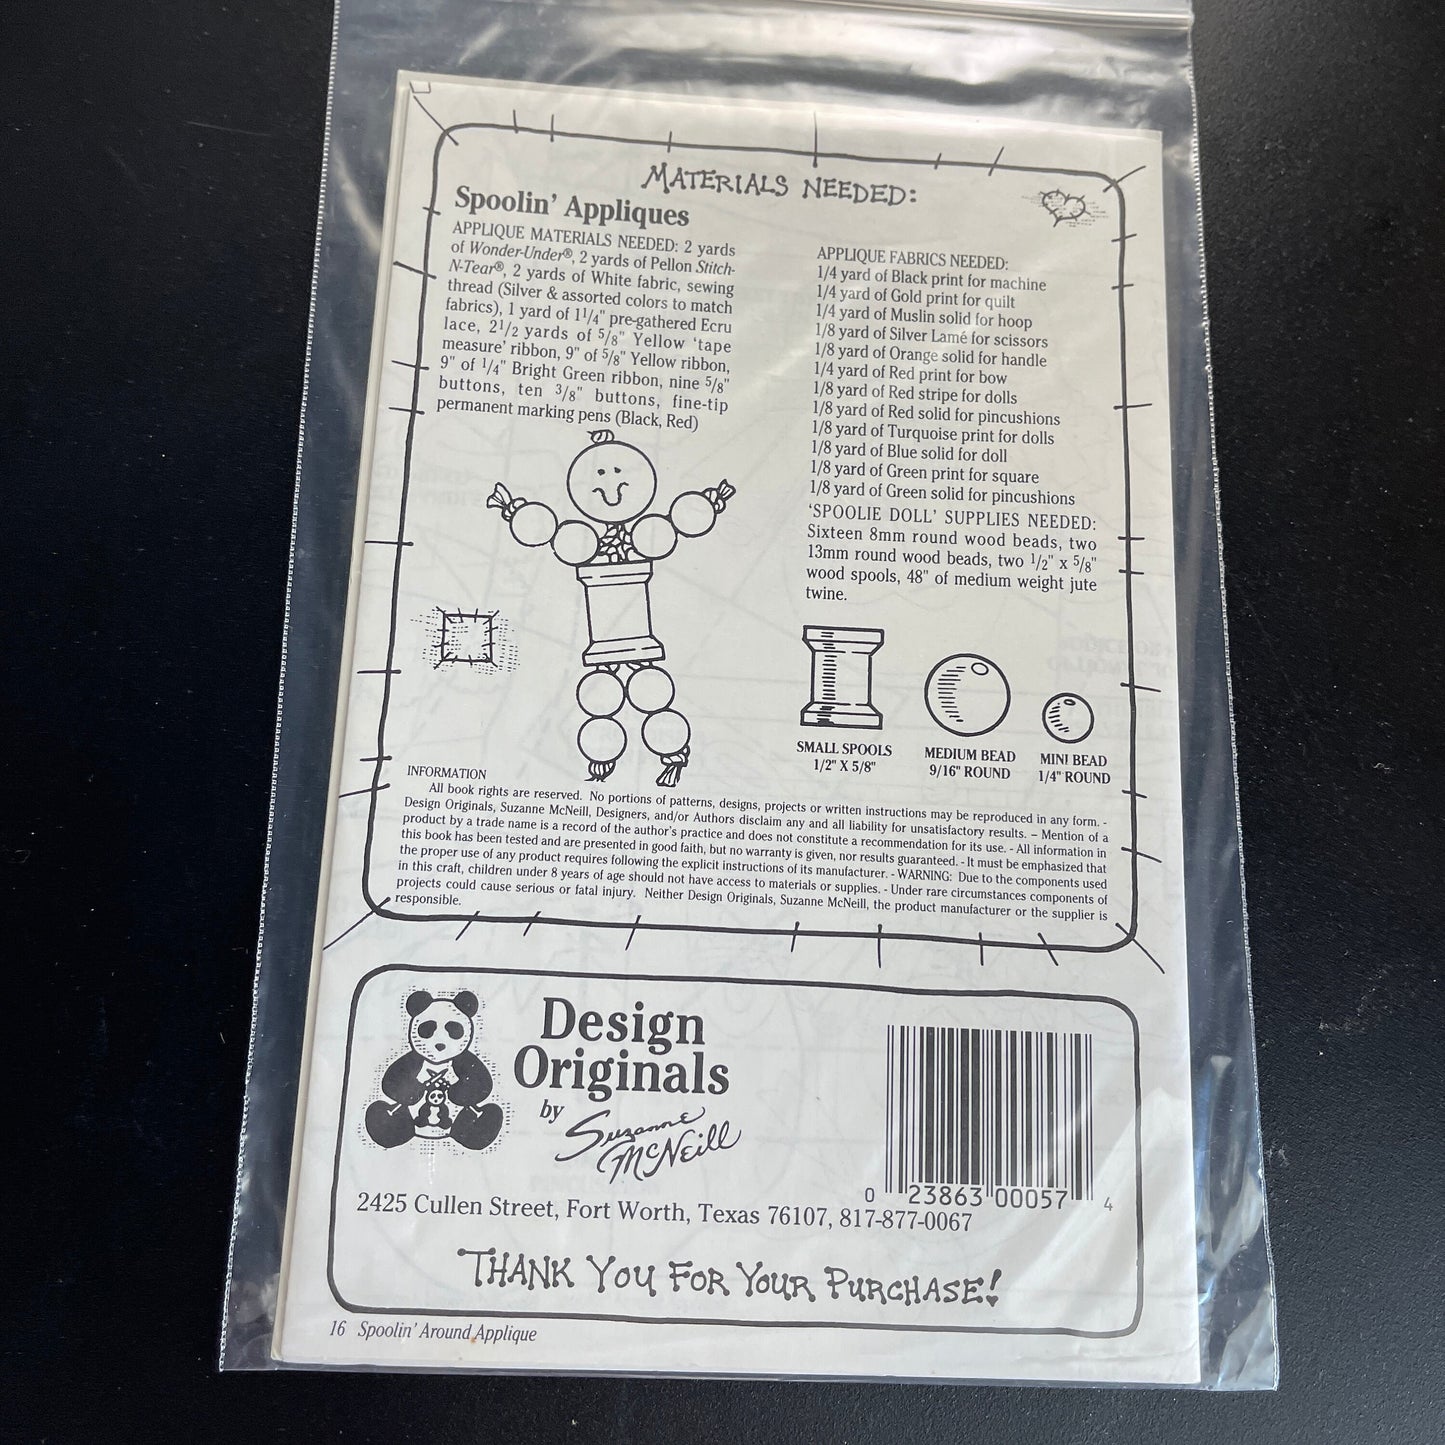 MATERIALS NEEDED:
Spoolin' Appliques
APPLIQUE MATERIALS NEEDED: 2 yards
of Wonder-Under®, 2 yards of Pellon Stitch-
N-Tear®, 2 yards of White fabric, sewing
thread (Silver & assorted colors to match
fabrics), 1 yard of 1 1/4" pre-gathered Ecru
lace, 2 1/2 yards of 5/8" Yellow 'tape
measure' ribbon, 9" of 5/8" Yellow ribbon,
9" of 1/4" Bright Green ribbon, nine 5/8"
buttons, ten 3/8" buttons, fine-tip
permanent marking pens (Black, Red)
APPLIQUE FABRICS NEEDED:
1/4 yard of Black print for machine
1/4 yard of Gold print for quilt
1/4 yard of Muslin solid for hoop
1/8 yard of Silver Lamé for scissors
1/8 yard of Orange solid for handle
1/4 yard of Red print for bow
1/8 yard of Red stripe for dolls
1/8 yard of Red solid for pincushions
1/8 yard of Turquoise print for dolls
1/8 yard of Blue solid for doll
1/8 yard of Green print for square
1/8 yard of Green solid for pincushions
'SPOOLIE DOLL' SUPPLIES NEEDED:
Sixteen 8mm round wood beads, two
13mm round wood beads, two 1/2" x 5/8"
wood spools, 48" of medium weight jute
twine.
SMALL SPOOLS
1/2" X 5/8"
MEDIUM BEAD
9/16" ROUND
MINI BEAD
1/4" ROUND
INFORMATION
All book rights are reserved. No portions of patterns, designs, projects or written instructions may be reproduced in any form. -
Design Originals, Suzanne McNeill, Designers, and/or Authors disclaim any and all liability for unsatisfactory results. – Mention of a
product by a trade name is a record of the author's practice and does not constitute a recommendation for its use. - All information in
this book has been tested and are presented in good faith, but no warranty is given, nor results guaranteed. - It must be emphasized that
the proper use of any product requires following the explicit instructions of its manufacturer. - WARNING: Due to the components used
in this craft, children under 8 years of age should not have access to materials or supplies. - Under rare circumstances components of
projects could cause serious or fatal injury. Neither Design Originals, Suzanne McNeill, the product manufacturer or the supplier is
responsible.
Design
Originals
by Suzanne
McNeill
0 23863 00057 4
2425 Cullen Street, Fort Worth, Texas 76107, 817-877-0067
THANK YOU FOR YOUR PURCHASE!
16 Spoolin' Around Applique